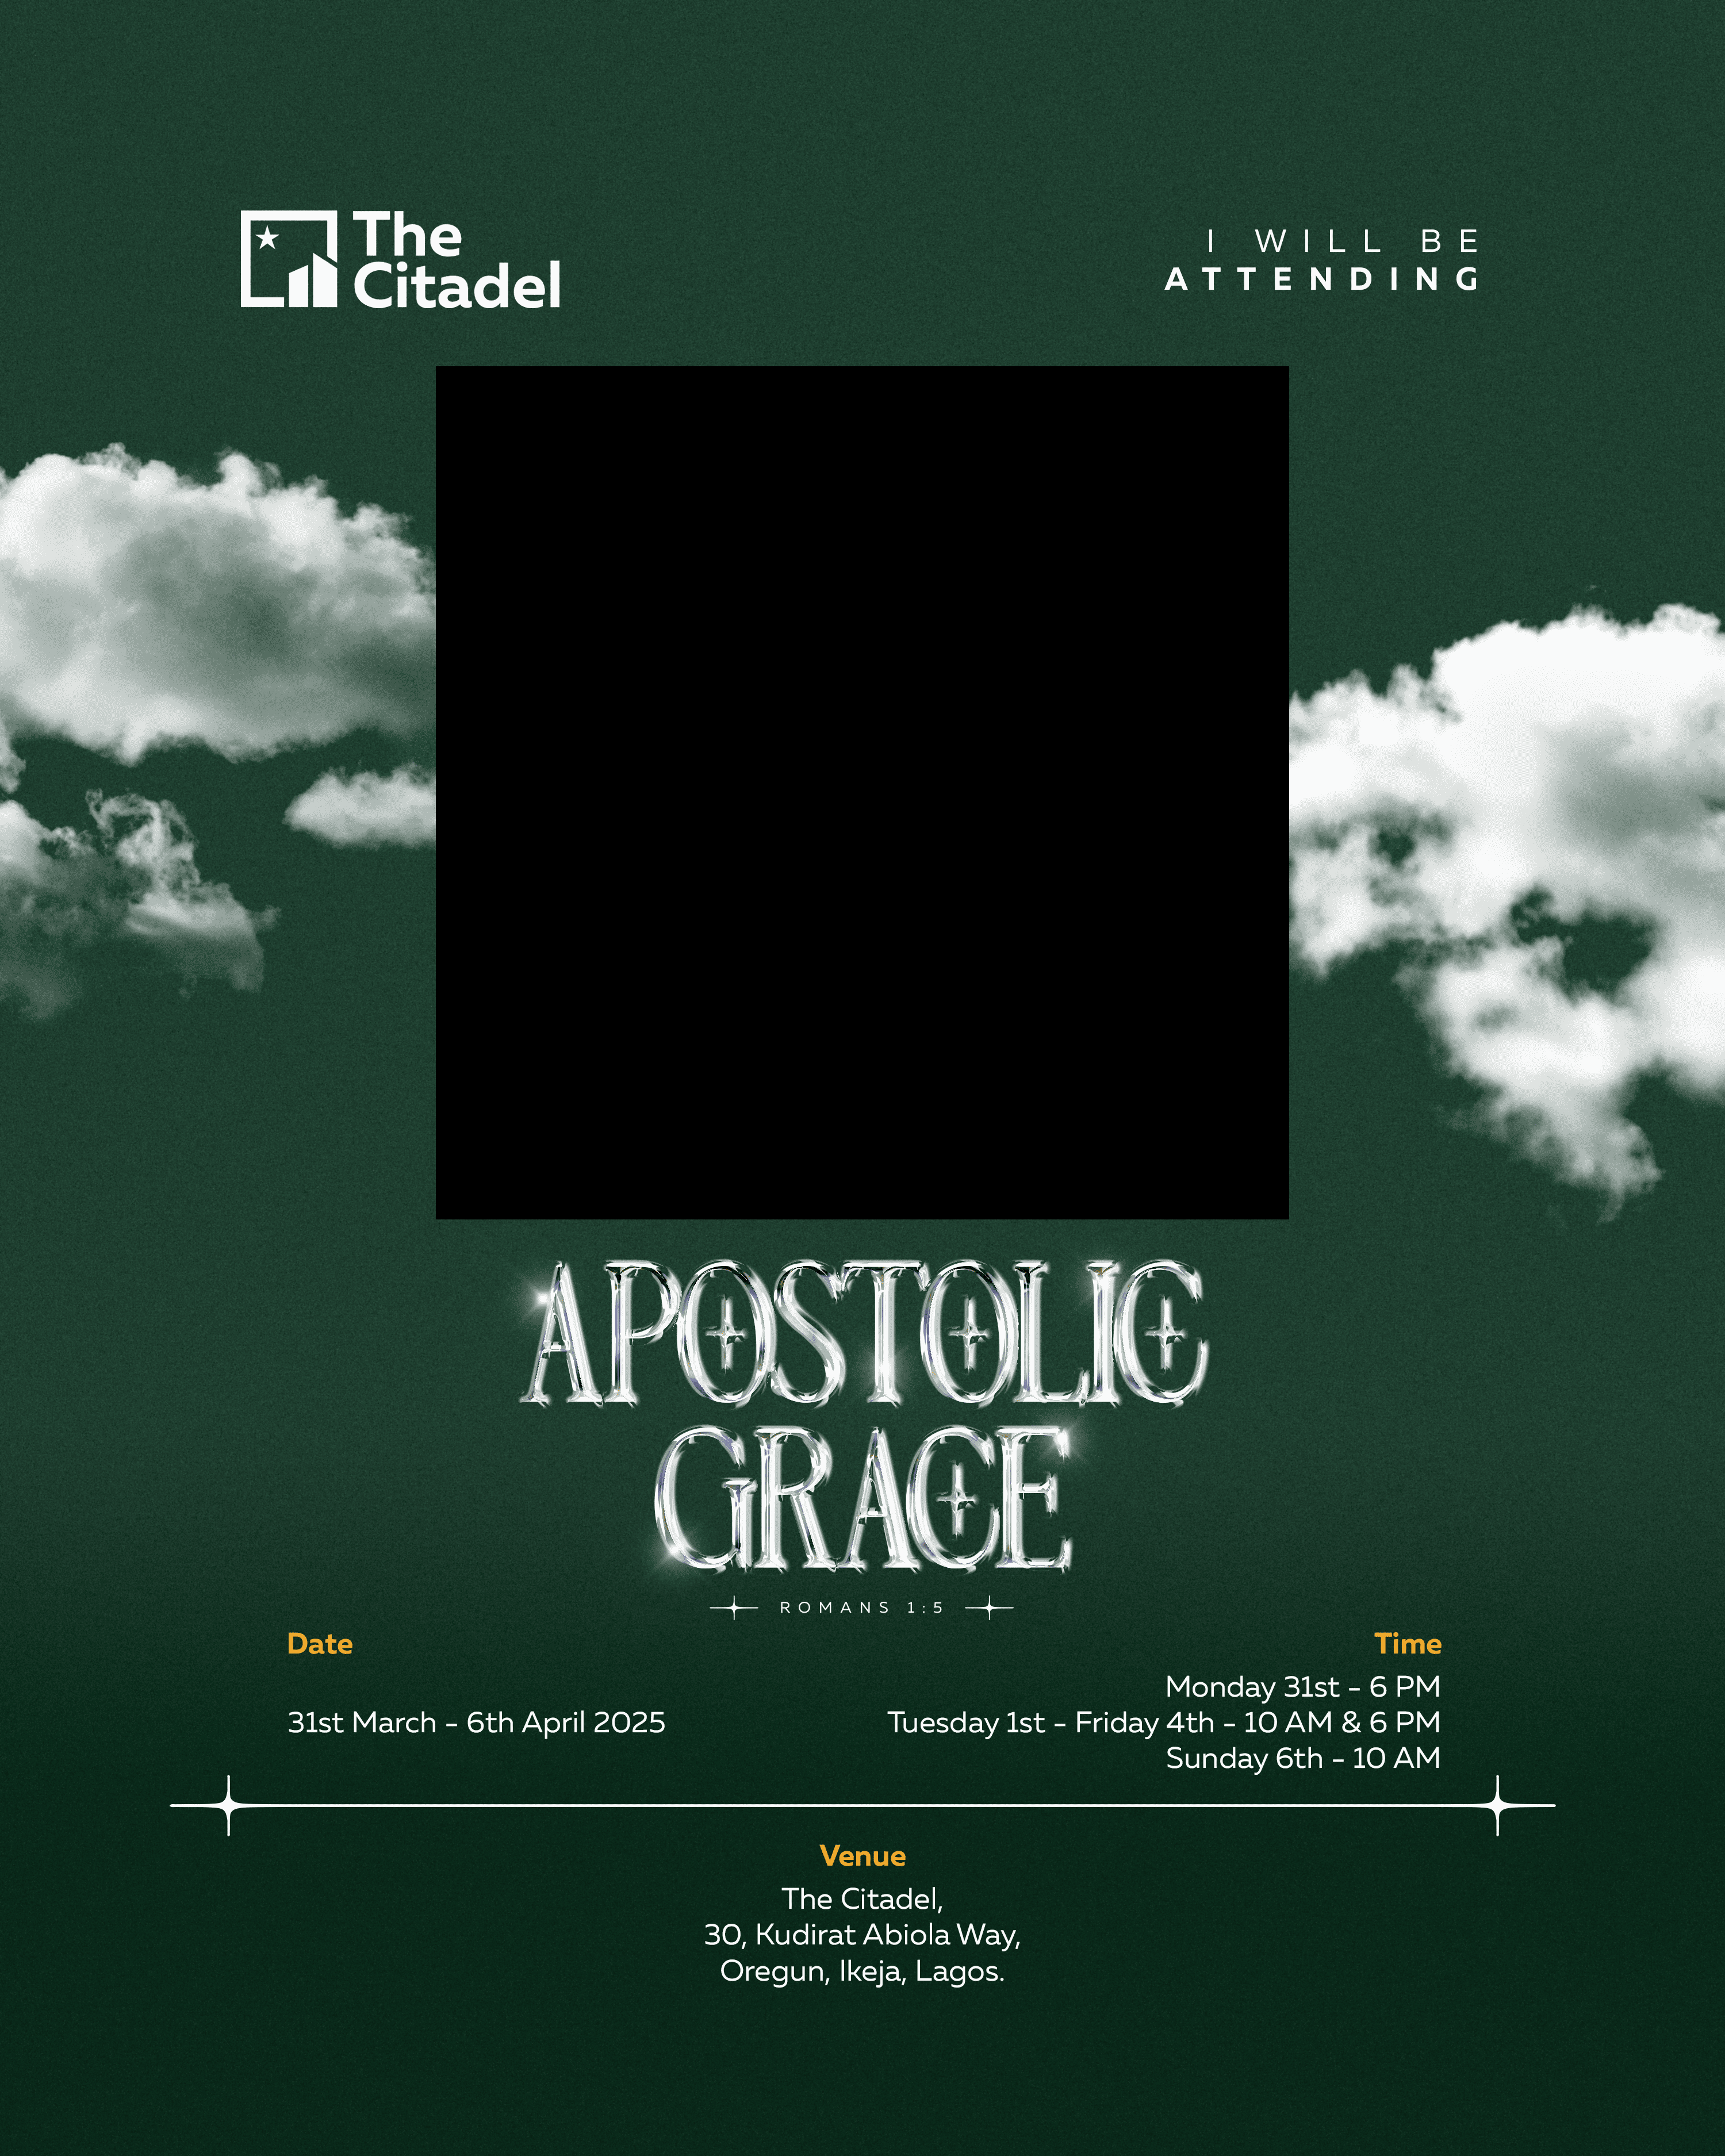 The
Citadel
I WILL BE
ATTENDING
APOSTOLIC
GRACE
ROMANS 1:5
Date
31st March - 6th April 2025
Time
Monday 31st - 6 PM
Tuesday 1st - Friday 4th - 10 AM & 6 PM
Sunday 6th - 10 AM
Venue
The Citadel,
30, Kudirat Abiola Way,
Oregun, Ikeja, Lagos.